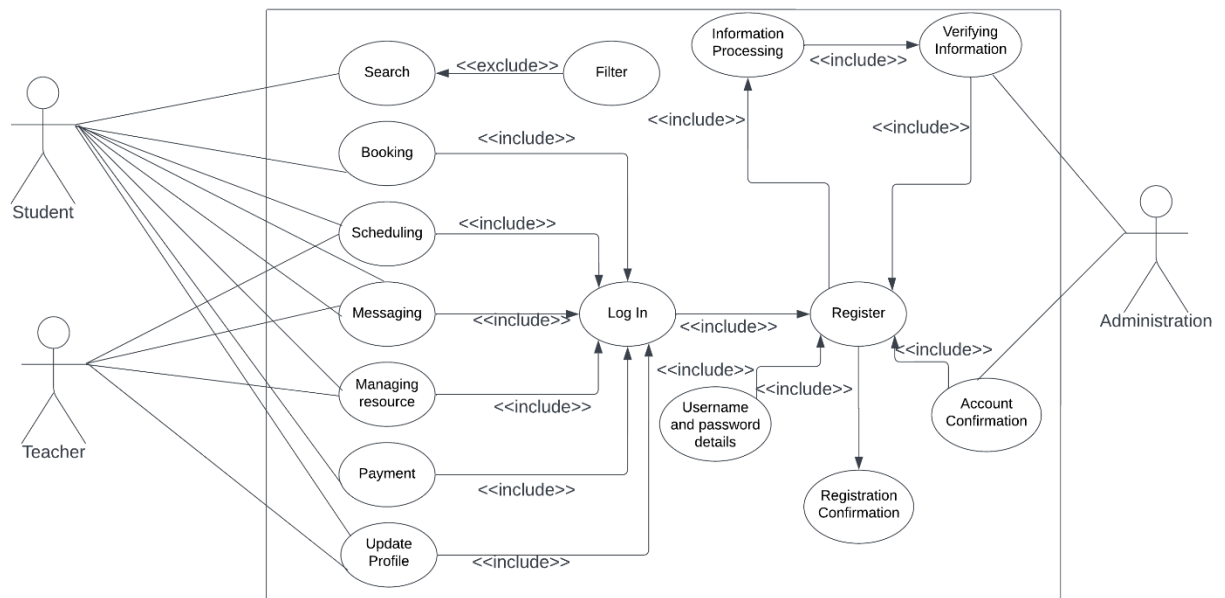 Information
Processing
Verifying
Information
<<include>>
Search
<<exclude>>
Filter
<<include>>
<<include>>
Booking
<<include>>
Student
Scheduling
<<include>>
Messaging
<<include>>
Log In
<<include>>
Register
Administration
<<include>>
<<include>>
<<include>>
Teacher
Managing
resource
<<include>>
Username
and password
details
Account
Confirmation
Payment
<<include>>
Registration
Confirmation
Update
Profile
<<include>>